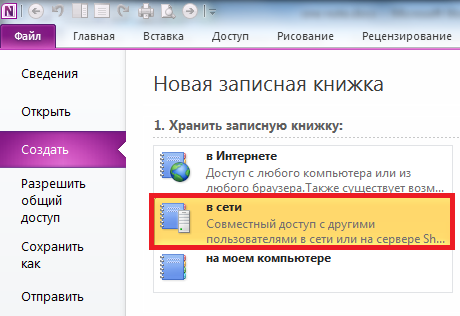 Файл Главная Вставка Доступ Рисование Рецензирование
Сведения
Открыть
Создать
Разрешить
общий
доступ
Сохранить
как
Отправить
Новая записная книжка
1. Хранить записную книжку:
в Интернете
Доступ с любого компьютера или из
любого браузера.Также существует возм...
в сети
Совместный доступ с другими
пользователями в сети или на сервере Sh...
на моем компьютере